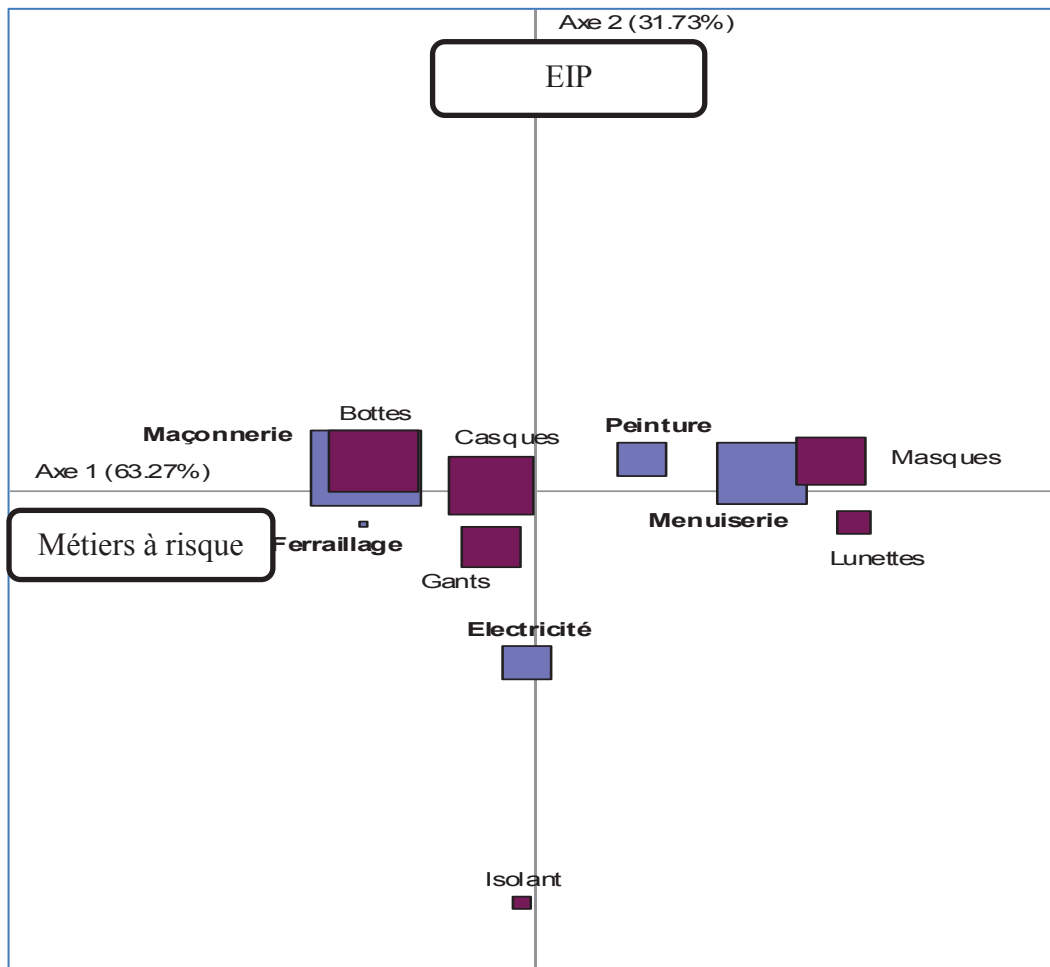 Axe 2 (31.73%)
EIP
Bottes
Maçonnerie
Casques
Peinture
Masques
Axe 1 (63.27%)
Menuiserie
Métiers à risque
Ferraillage
Lunettes
Gants
Electricité
Isolant